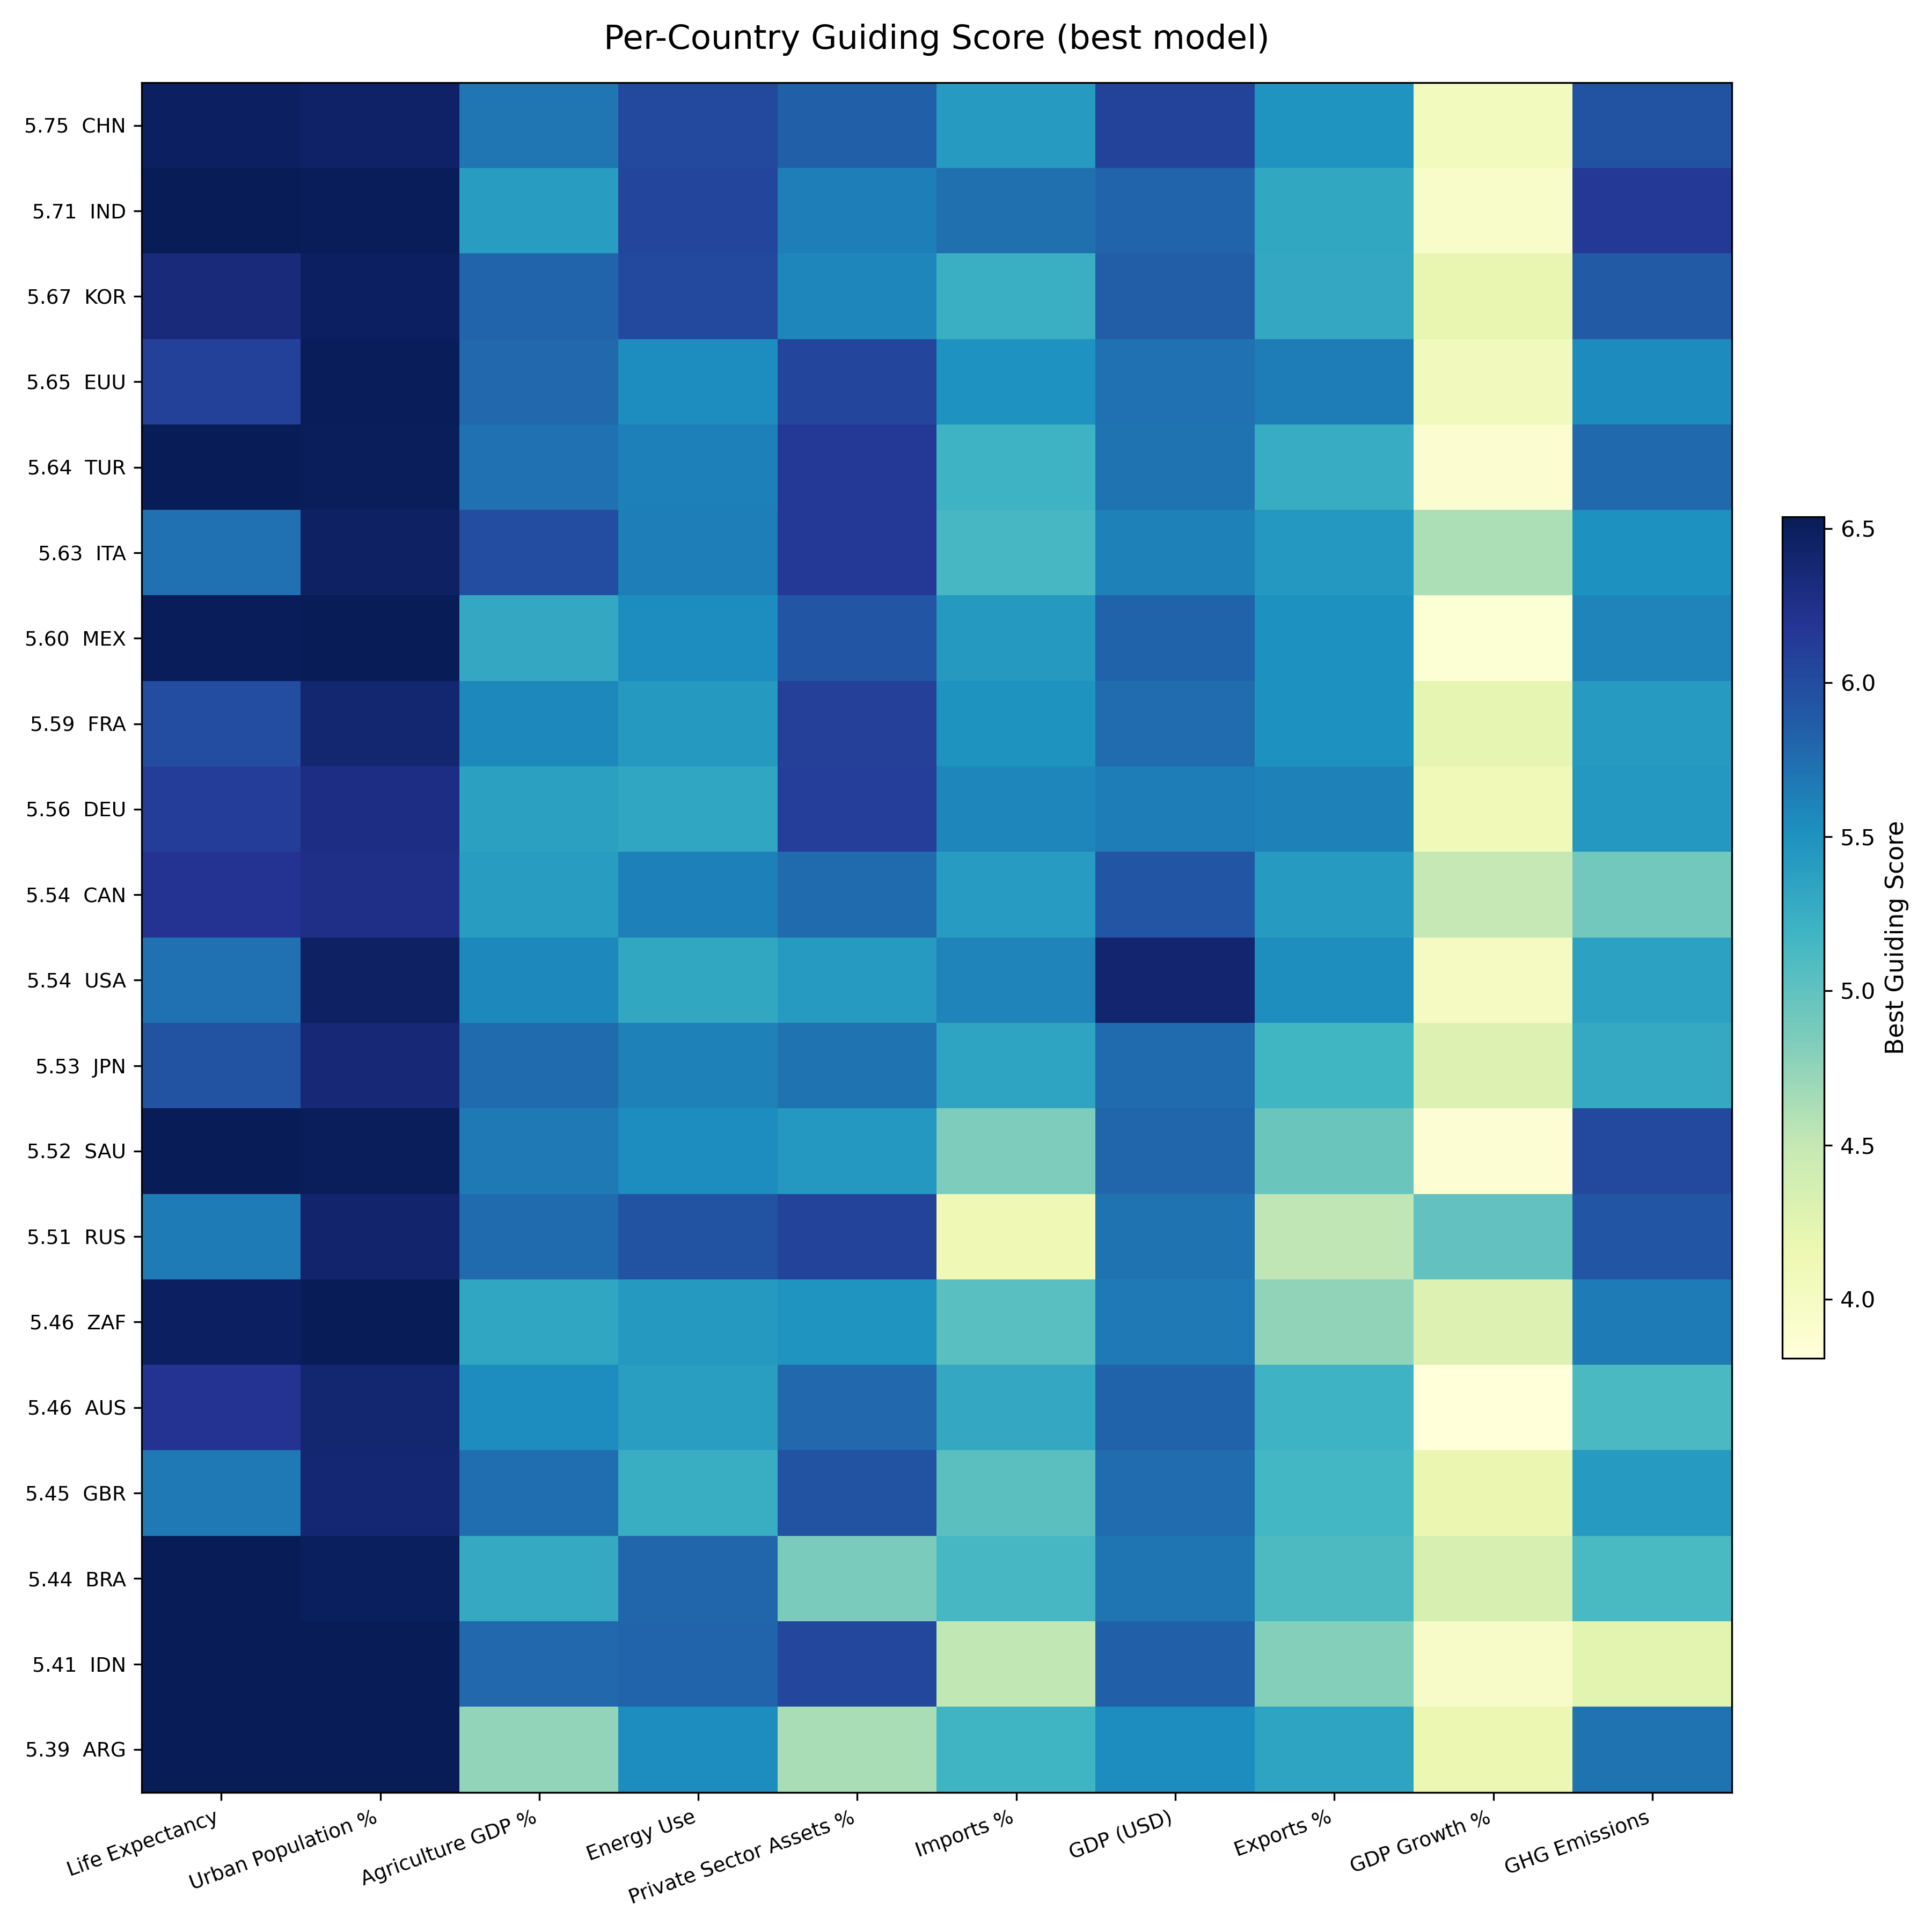 Per-Country Guiding Score (best model)
5.75 CHN
5.71 IND
5.67 KOR
5.65 EUU
5.64 TUR
5.63 ITA
5.60 MEX
5.59 FRA
5.56 DEU
5.54 CAN
5.54 USA
5.53 JPN
5.52 SAU
5.51 RUS
5.46 ZAF
5.46 AUS
5.45 GBR
5.44 BRA
5.41 IDN
5.39 ARG
Life Expectancy
Urban Population %
Agriculture GDP %
Energy Use
Private Sector Assets %
Imports %
GDP (USD)
Exports %
GDP Growth %
GHG Emissions
6.5
6.0
5.5
5.0
4.5
4.0
Best Guiding Score